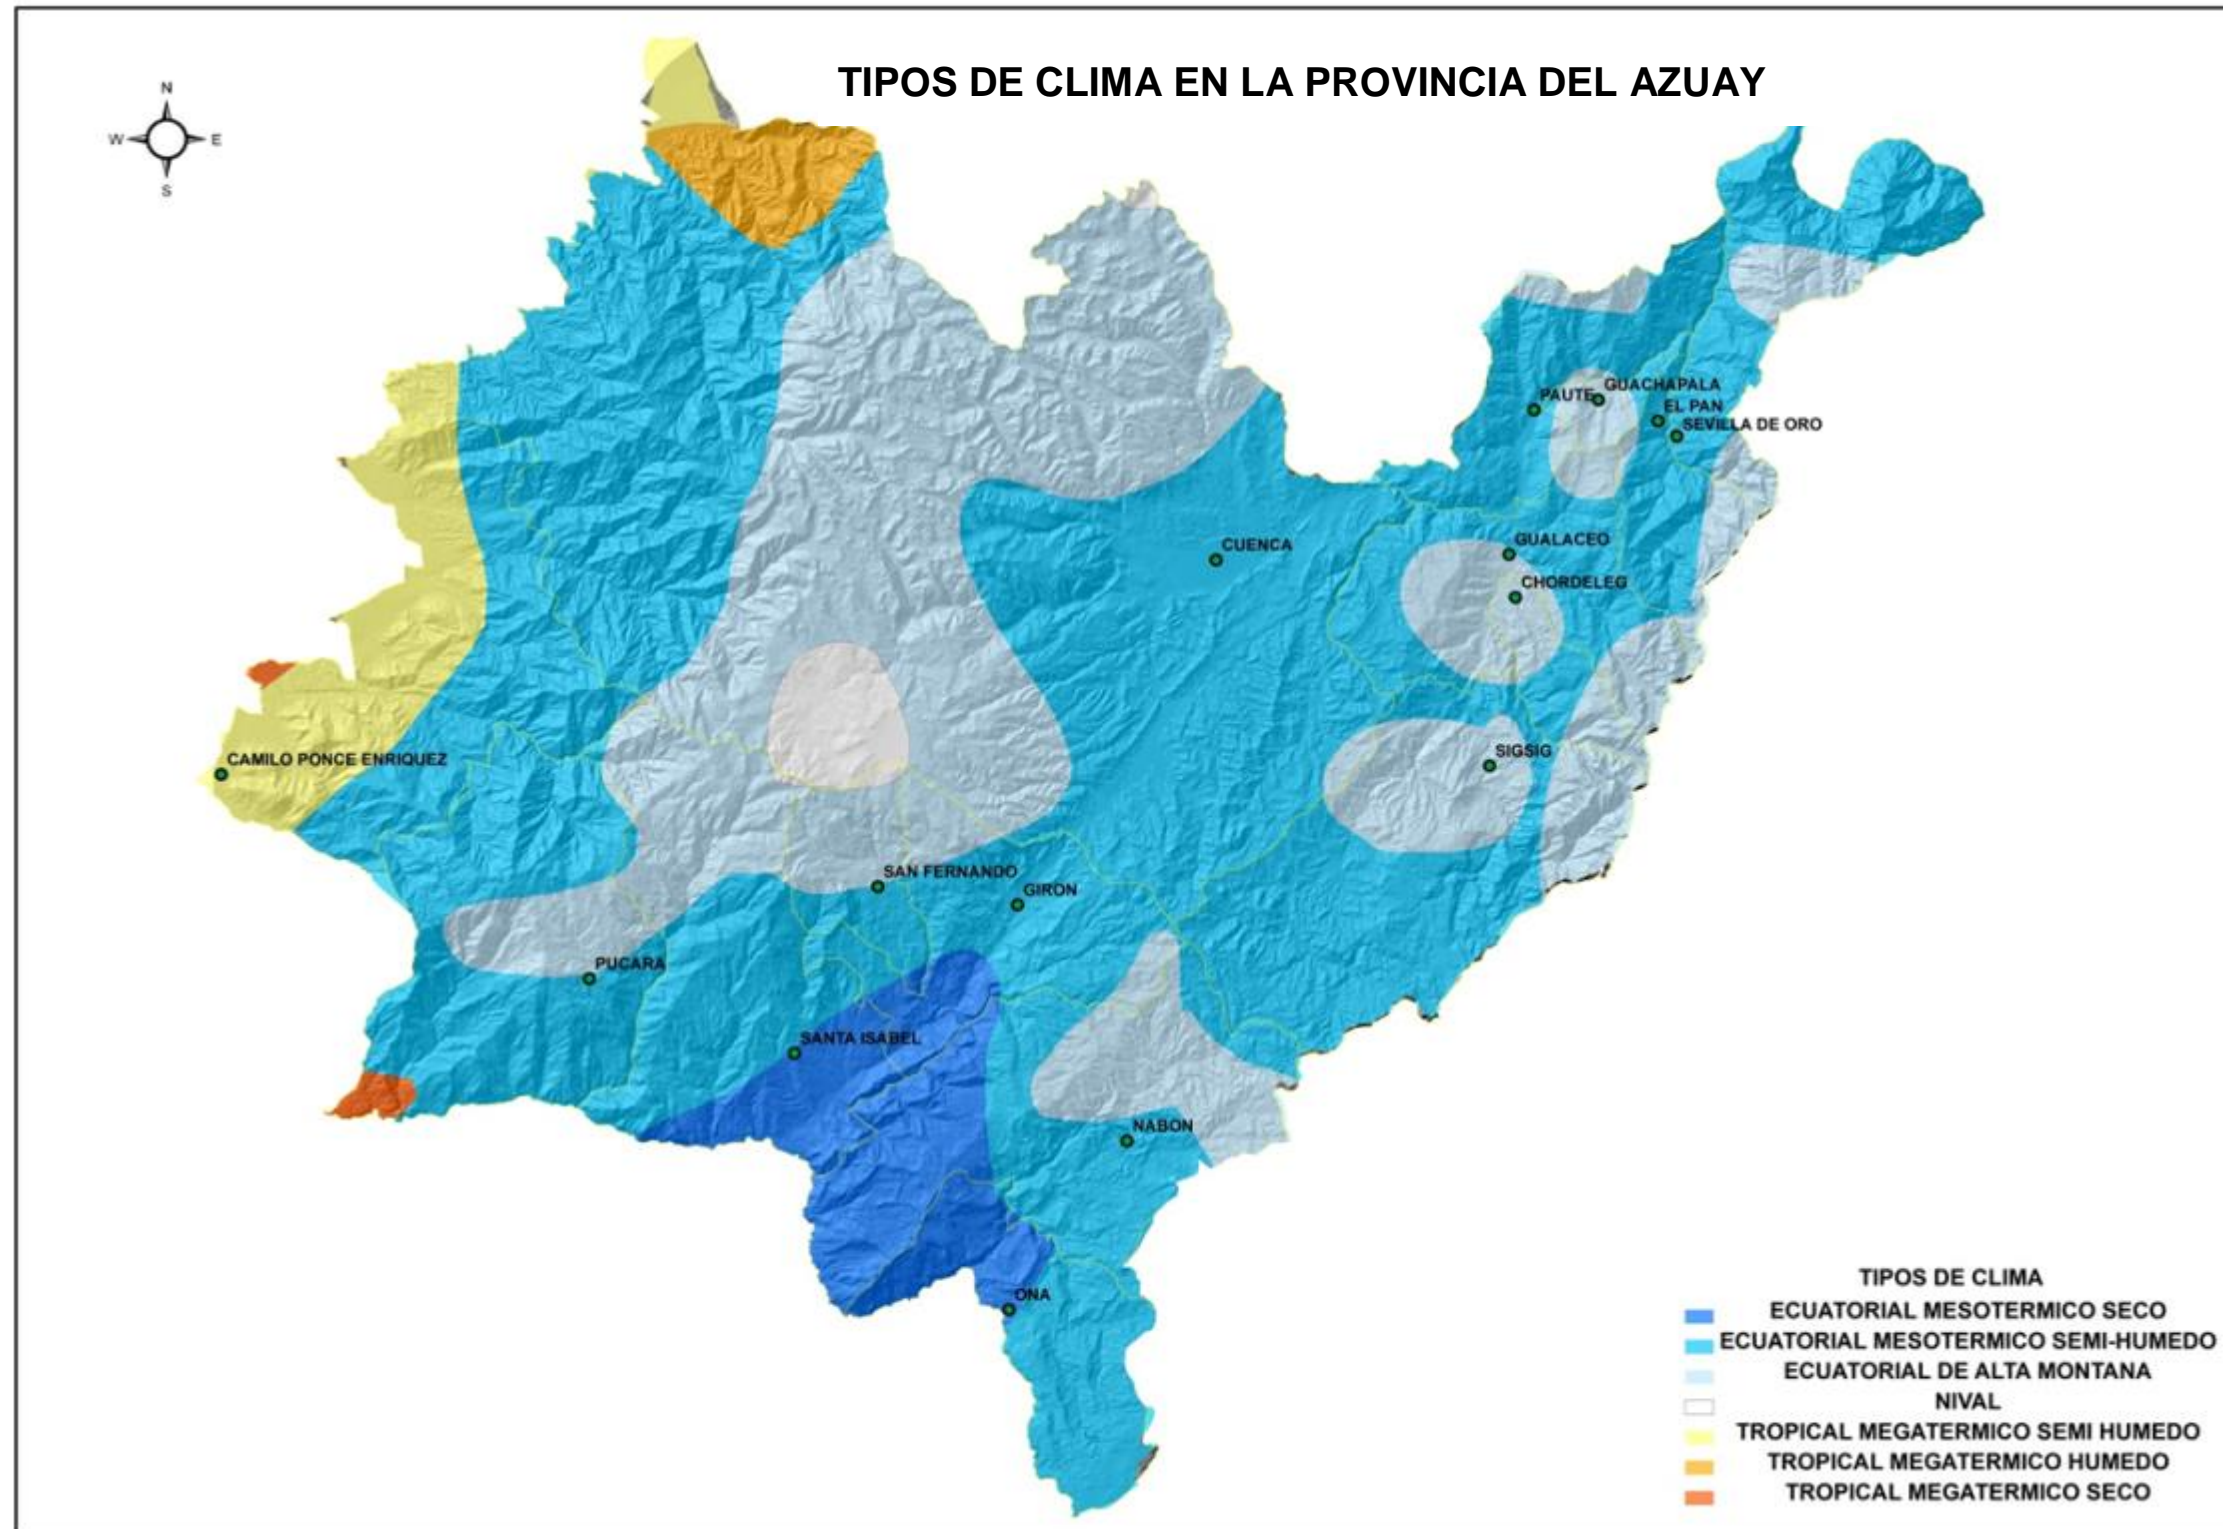 TIPOS DE CLIMA EN LA PROVINCIA DEL AZUAY
N
W E
S
GUACHAPALA
PAUTE
EL PAN
SEVILLA DE ORO
GUALACEO
CUENCA
CHORDELEG
SIGSIG
CAMILO PONCE ENRIQUEZ
SAN FERNANDO
GIRON
PUCARA
SANTA ISABEL
NABON
ONA
TIPOS DE CLIMA
ECUATORIAL MESOTERMICO SECO
ECUATORIAL MESOTERMICO SEMI-HUMEDO
ECUATORIAL DE ALTA MONTANA
NIVAL
TROPICAL MEGATERMICO SEMI HUMEDO
TROPICAL MEGATERMICO HUMEDO
TROPICAL MEGATERMICO SECO